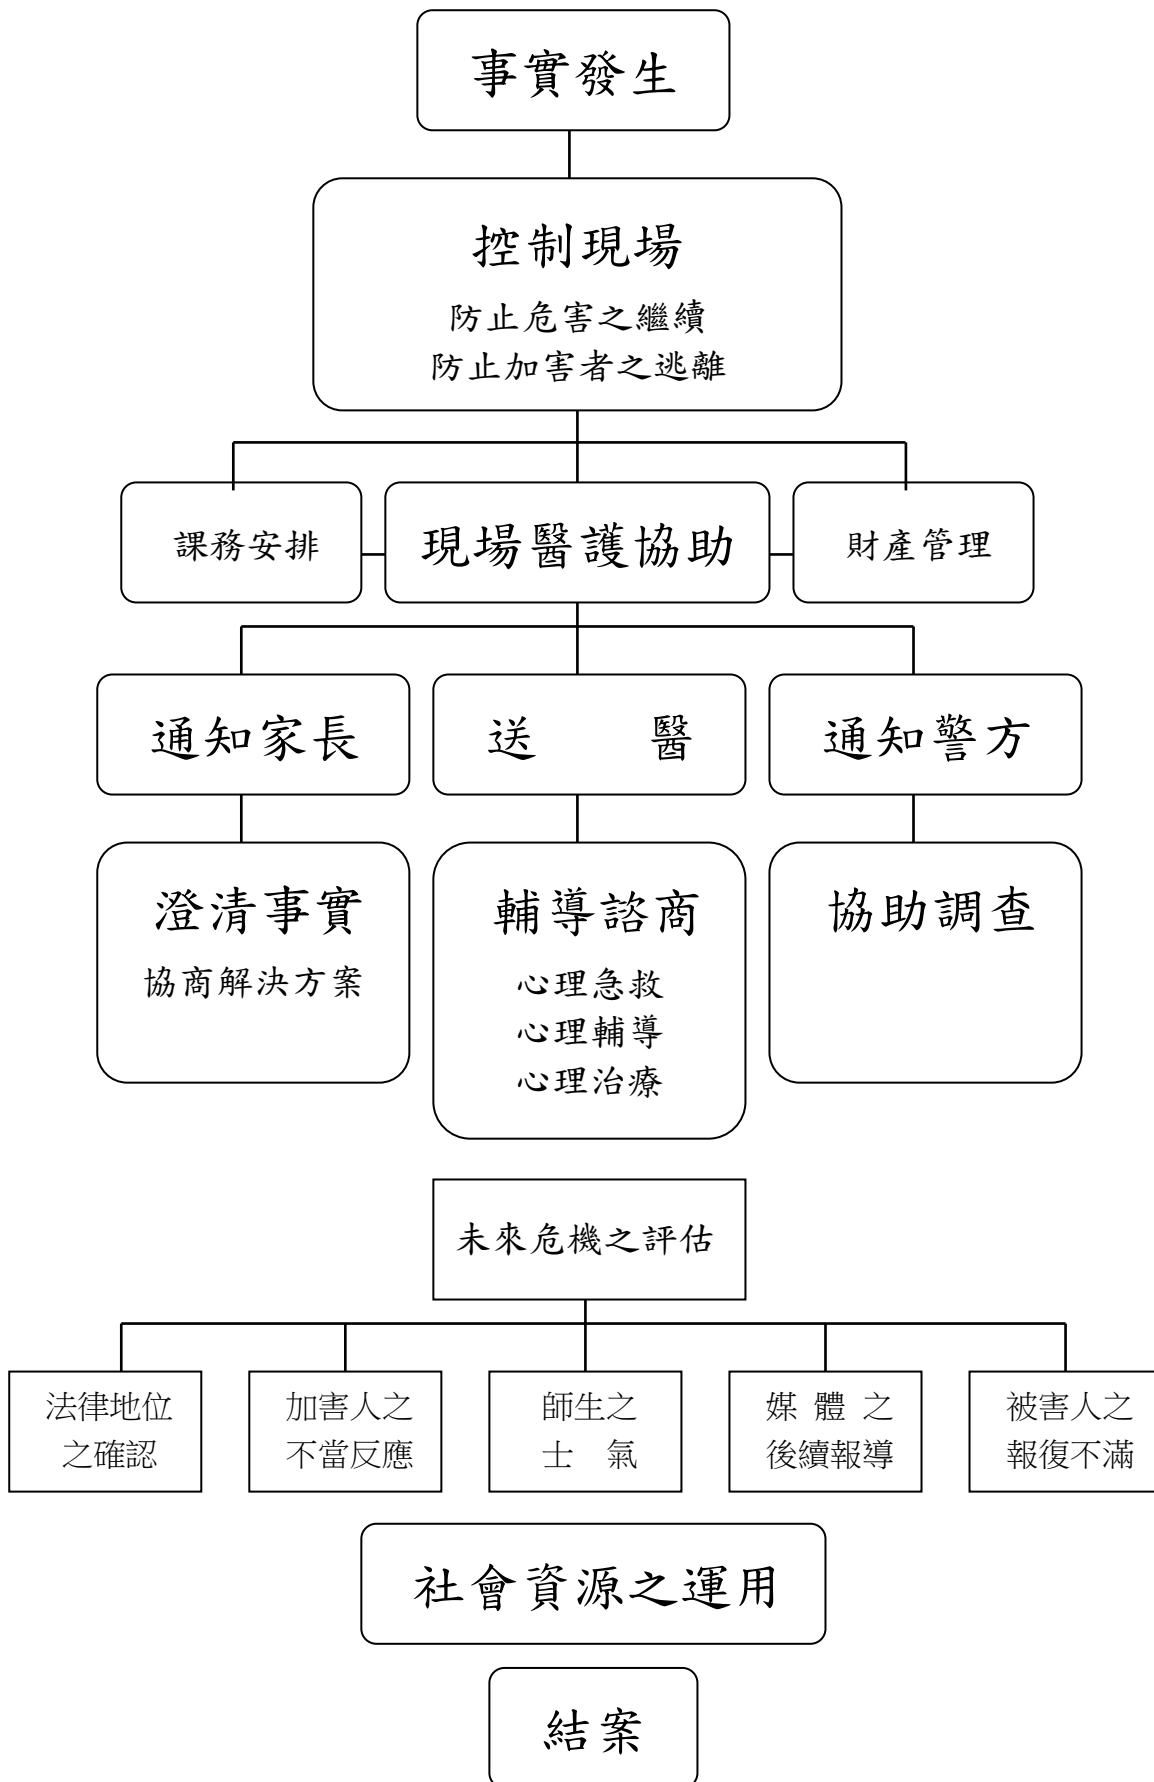 事實發生
控制現場
防止危害之繼續
防止加害者之逃離
課務安排
現場醫護協助
財產管理
通知家長
送 醫
通知警方
澄清事實
協商解決方案
輔導諮商
心理急救
心理輔導
心理治療
協助調查
未來危機之評估
法律地位
之確認
加害人之
不當反應
師生之
士 氣
媒 體 之
後續報導
被害人之
報復不滿
社會資源之運用
結案